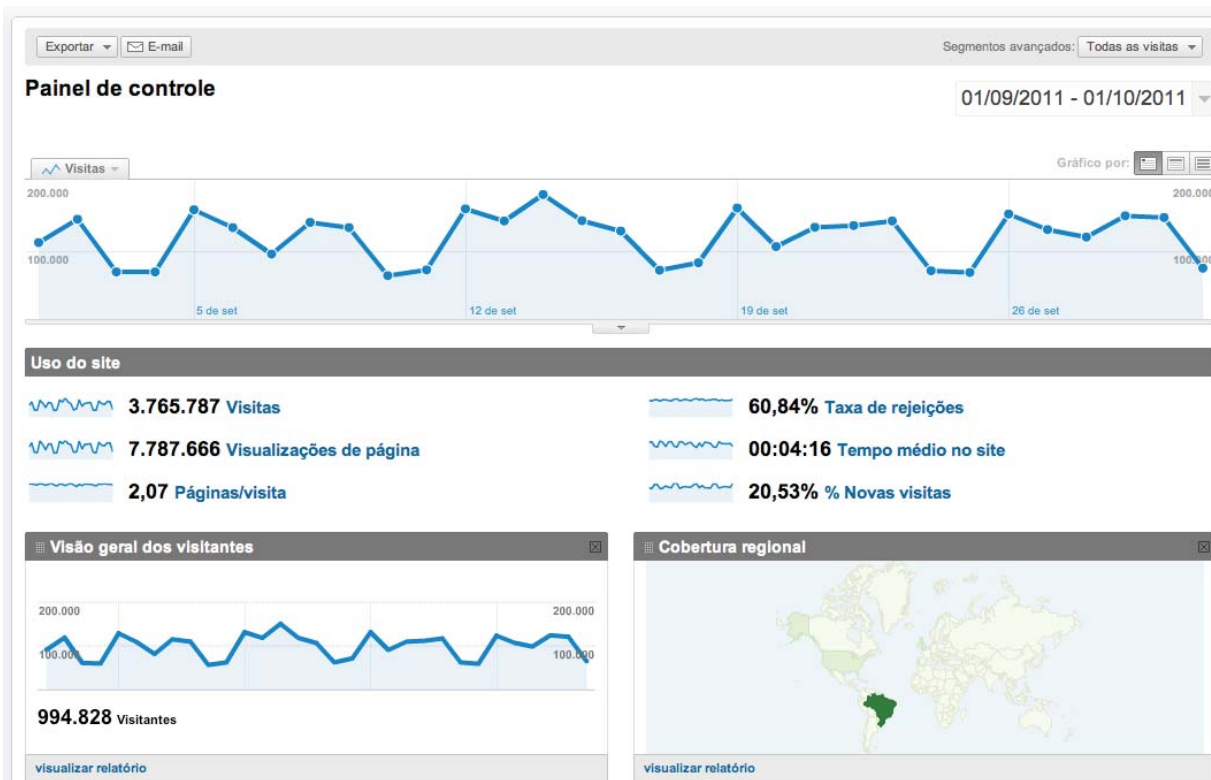 Exportar E-mail Segmentos avançados: Todas as visitas
Painel de controle
01/09/2011 - 01/10/2011
Visitas Gráfico por:
200.000 200.000
100.000 100.000
5 de set 12 de set 19 de set 26 de set
Uso do site
3.765.787 Visitas 60,84% Taxa de rejeições
7.787.666 Visualizações de página 00:04:16 Tempo médio no site
2,07 Páginas/visita 20,53% % Novas visitas
Visão geral dos visitantes Cobertura regional
200.000 200.000
100.000 100.000
994.828 Visitantes
visualizar relatório visualizar relatório